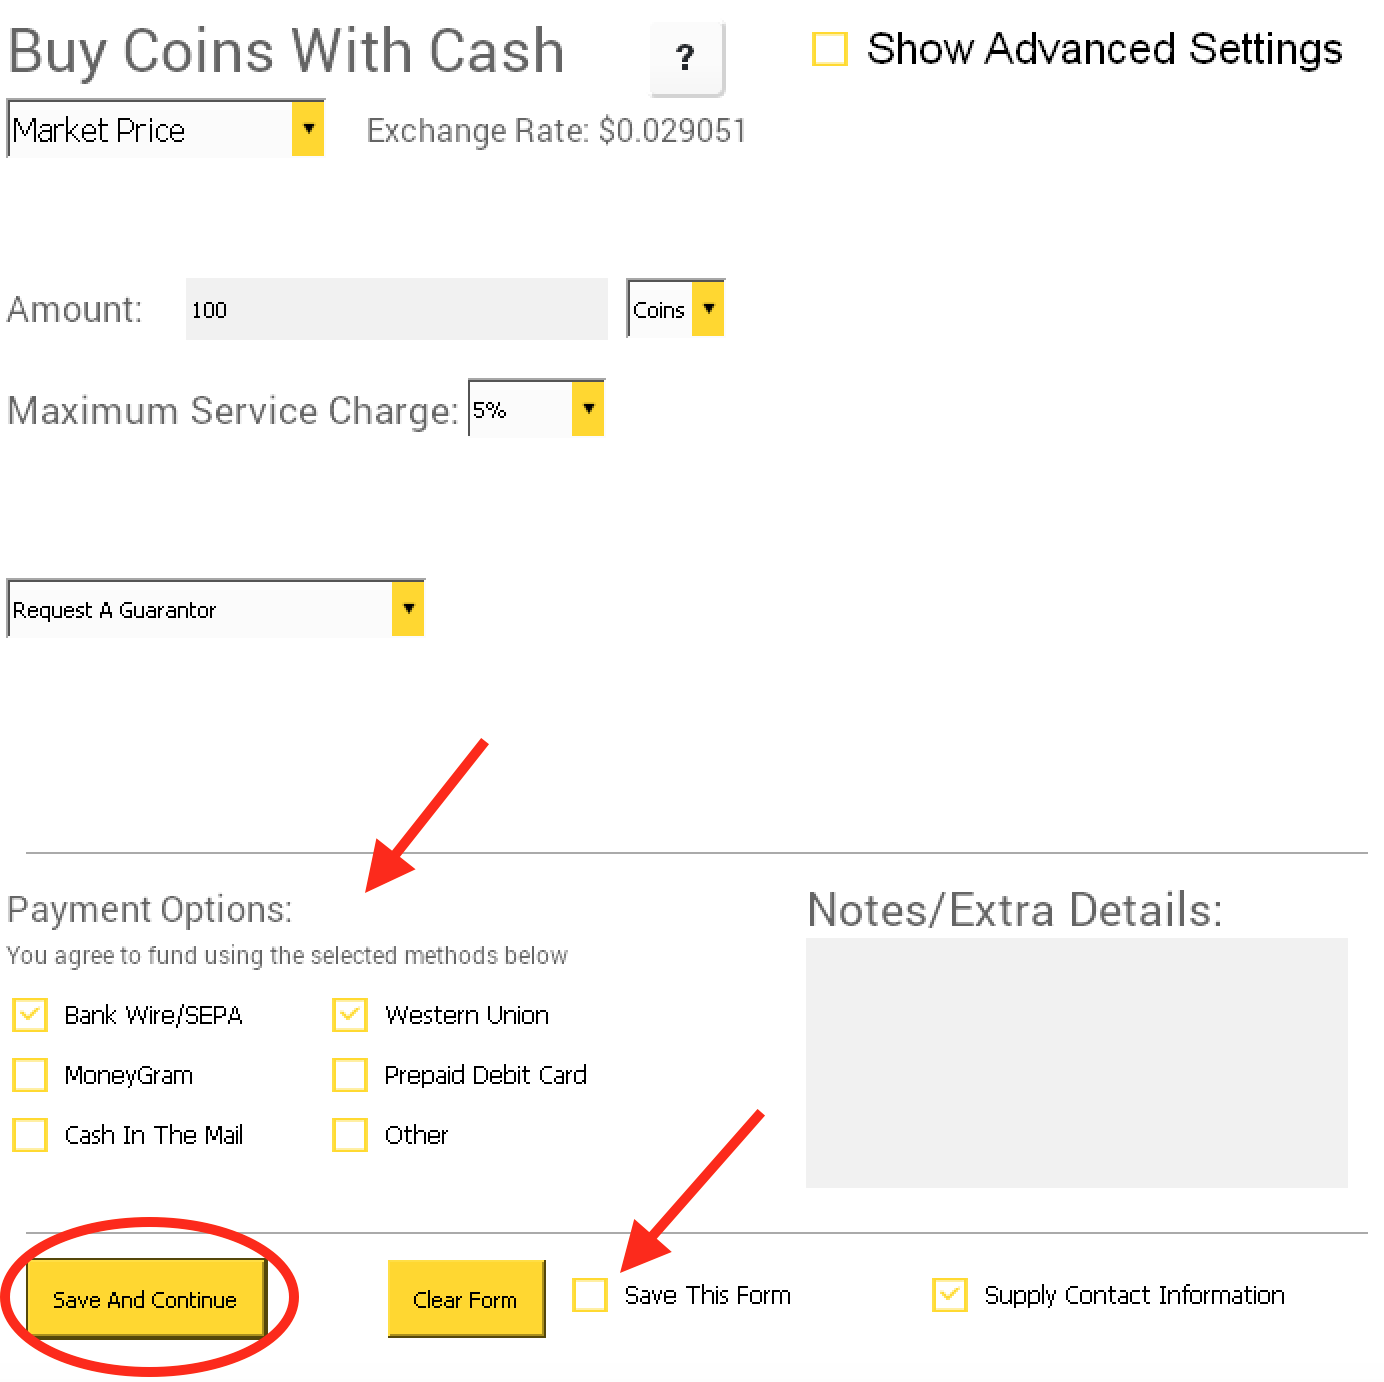 Buy Coins With Cash ? Show Advanced Settings
Market Price Exchange Rate: $0.029051
Amount: 100 Coins
Maximum Service Charge: 5%
Request A Guarantor
Payment Options: Notes/Extra Details:
You agree to fund using the selected methods below
Bank Wire/SEPA Western Union
MoneyGram Prepaid Debit Card
Cash In The Mail Other
Save And Continue Clear Form Save This Form Supply Contact Information